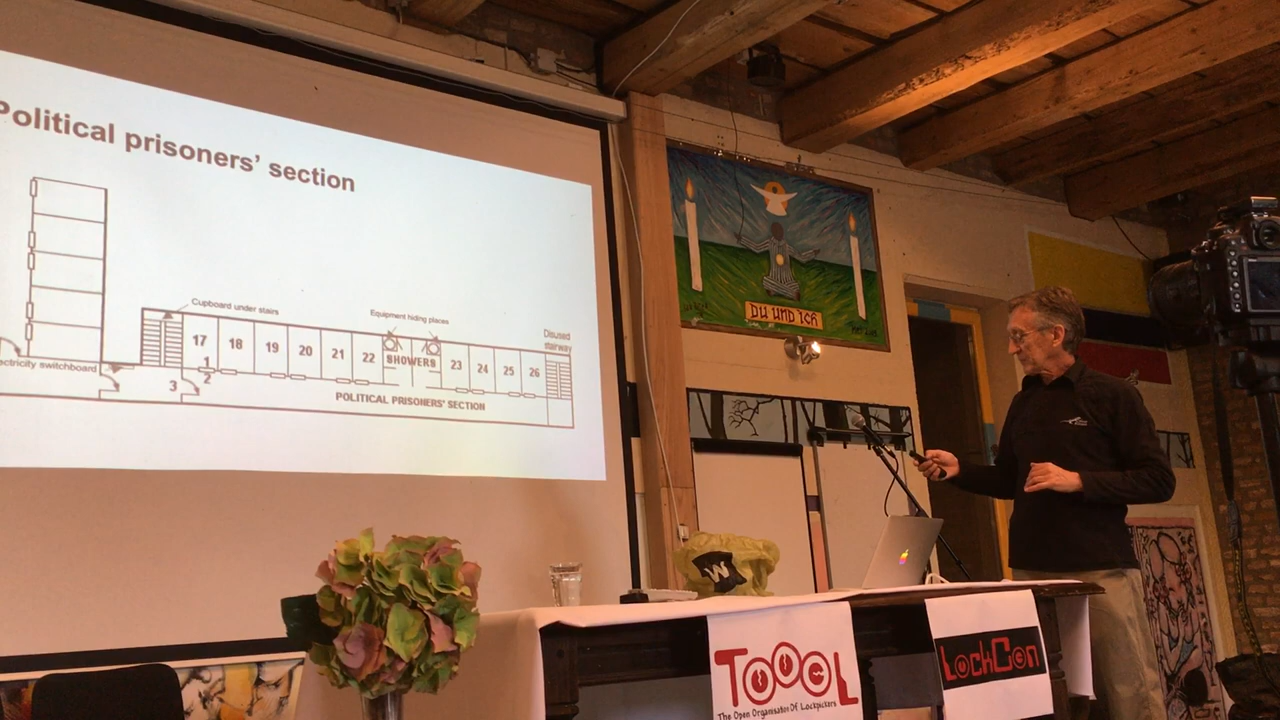 Political prisoners' section
Cupboard under stairs
Equipment hiding places
Disused
stairway
17 18 19 20 21 22 SHOWERS 23 24 25 26
1
2
3
electricity switchboard
POLITICAL PRISONERS' SECTION
DU UND ICH
W
TOOOL
The Open Organisation Of Lockpickers
LockCon